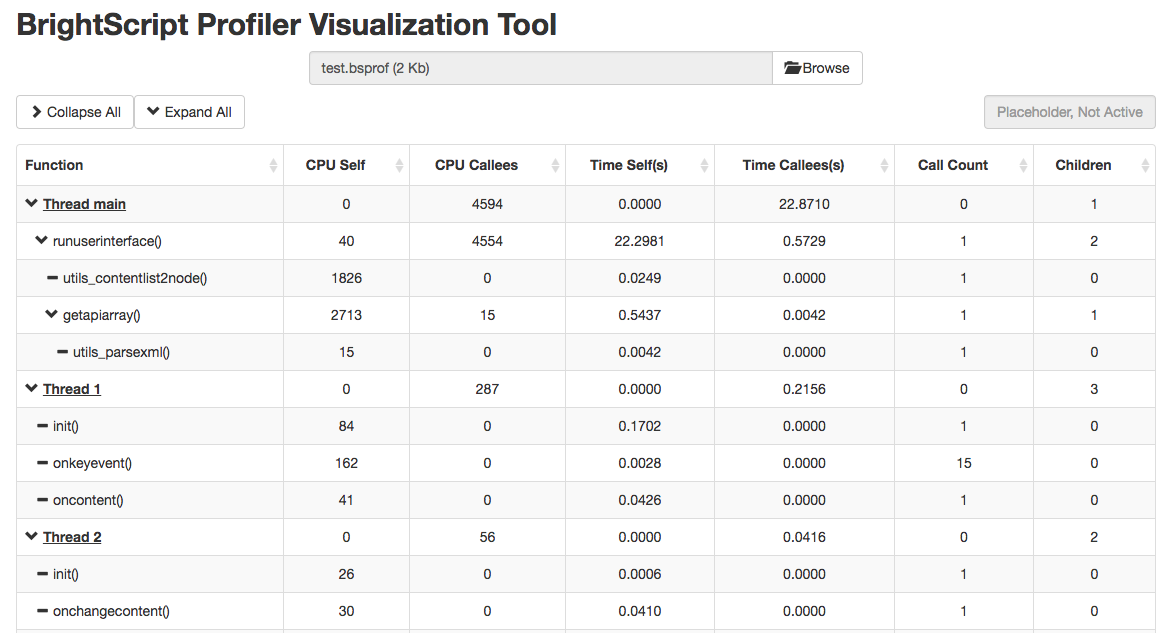 BrightScript Profiler Visualization Tool
test.bsprof (2 Kb) Browse
Collapse All Expand All Placeholder, Not Active
Function CPU Self CPU Callees Time Self(s) Time Callees(s) Call Count Children
Thread main 0 4594 0.0000 22.8710 0 1
runuserinterface() 40 4554 22.2981 0.5729 1 2
utils_contentlist2node() 1826 0 0.0249 0.0000 1 0
getapiarray() 2713 15 0.5437 0.0042 1 1
utils_parsexml() 15 0 0.0042 0.0000 1 0
Thread 1 0 287 0.0000 0.2156 0 3
init() 84 0 0.1702 0.0000 1 0
onkeyevent() 162 0 0.0028 0.0000 15 0
oncontent() 41 0 0.0426 0.0000 1 0
Thread 2 0 56 0.0000 0.0416 0 2
init() 26 0 0.0006 0.0000 1 0
onchangecontent() 30 0 0.0410 0.0000 1 0